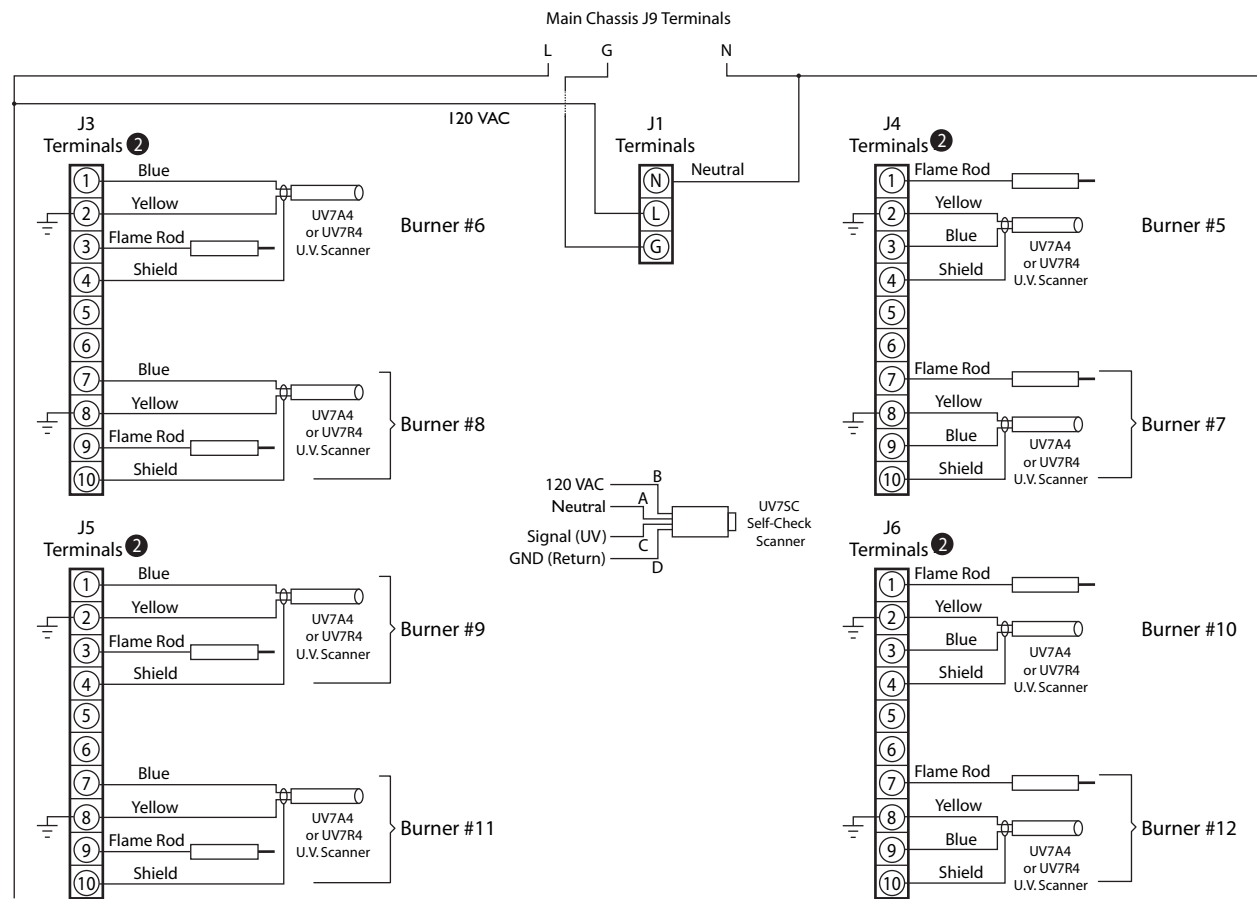 Main Chassis J9 Terminals
L G N
120 VAC
J3
Terminals 2
1 Blue
2 Yellow
3 Flame Rod
4 Shield
5
6
7 Blue
8 Yellow
9 Flame Rod
10 Shield
UV7A4
or UV7R4
U.V. Scanner
Burner #6
UV7A4
or UV7R4
U.V. Scanner
Burner #8
J1
Terminals
N Neutral
L
G
J4
Terminals 2
1 Flame Rod
2 Yellow
3 Blue
4 Shield
5
6
7 Flame Rod
8 Yellow
9 Blue
10 Shield
UV7A4
or UV7R4
U.V. Scanner
Burner #5
UV7A4
or UV7R4
U.V. Scanner
Burner #7
120 VAC B
Neutral A
Signal (UV) C
GND (Return) D
UV7SC
Self-Check
Scanner
J5
Terminals 2
1 Blue
2 Yellow
3 Flame Rod
4 Shield
5
6
7 Blue
8 Yellow
9 Flame Rod
10 Shield
UV7A4
or UV7R4
U.V. Scanner
Burner #9
UV7A4
or UV7R4
U.V. Scanner
Burner #11
J6
Terminals 2
1 Flame Rod
2 Yellow
3 Blue
4 Shield
5
6
7 Flame Rod
8 Yellow
9 Blue
10 Shield
UV7A4
or UV7R4
U.V. Scanner
Burner #10
UV7A4
or UV7R4
U.V. Scanner
Burner #12